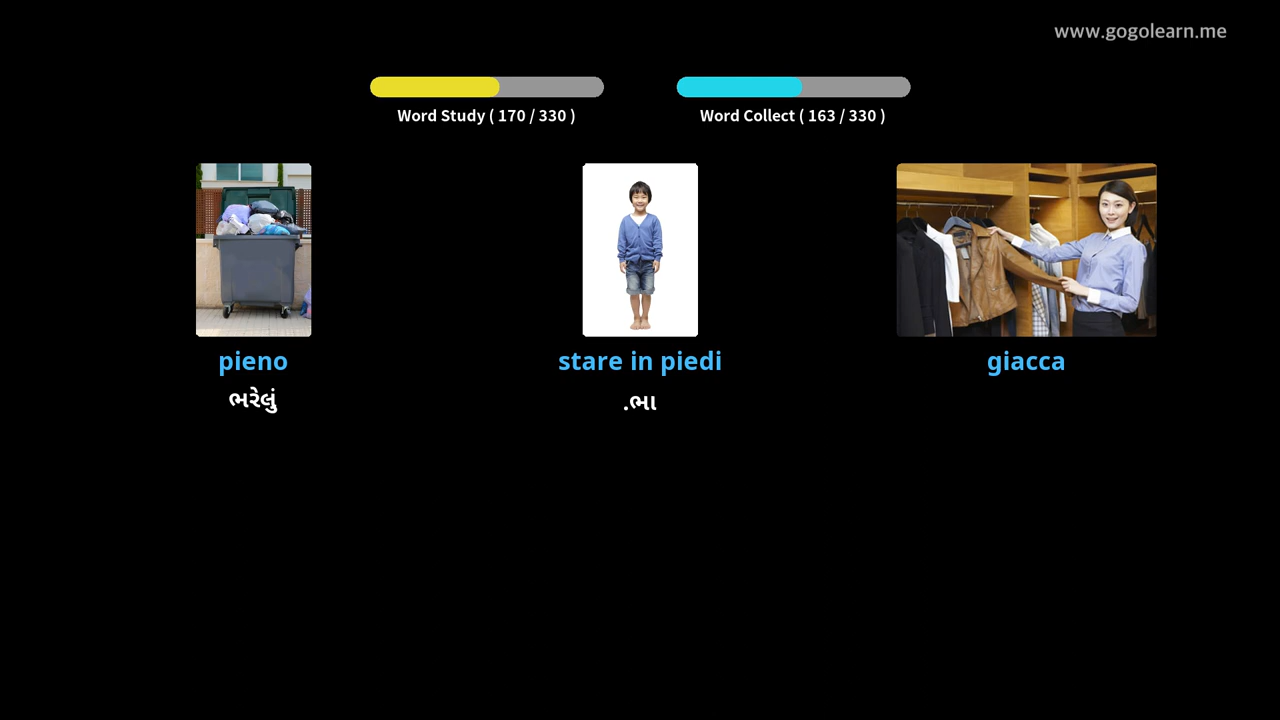 www.gogolearn.me
Word Study ( 170 / 330 )
Word Collect ( 163 / 330 )
pieno
stare in piedi
giacca
ભરેલું
.ભા